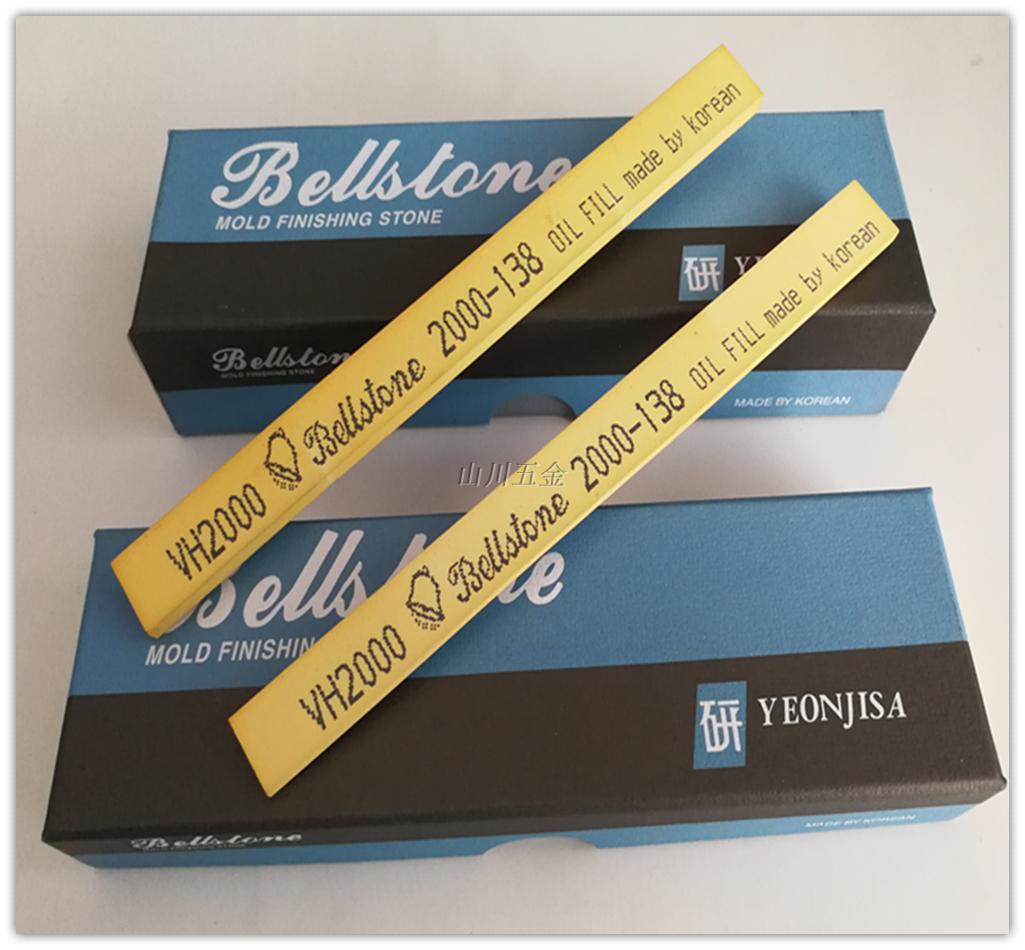 Bellstone
MOLD FINISHING STONE
研
Bellston
MOLD FINISHING STONE
MADE BY KOREAN
VH2000 Bellstone 2000-138 OIL FILL made by korean
VH2000 Bellstone 2000-138 OIL FILL made by korean
山川五金
Bellstone
MOLD FINISHIN
研 YEONJISA
Bellstone
MADE BY KOREAN